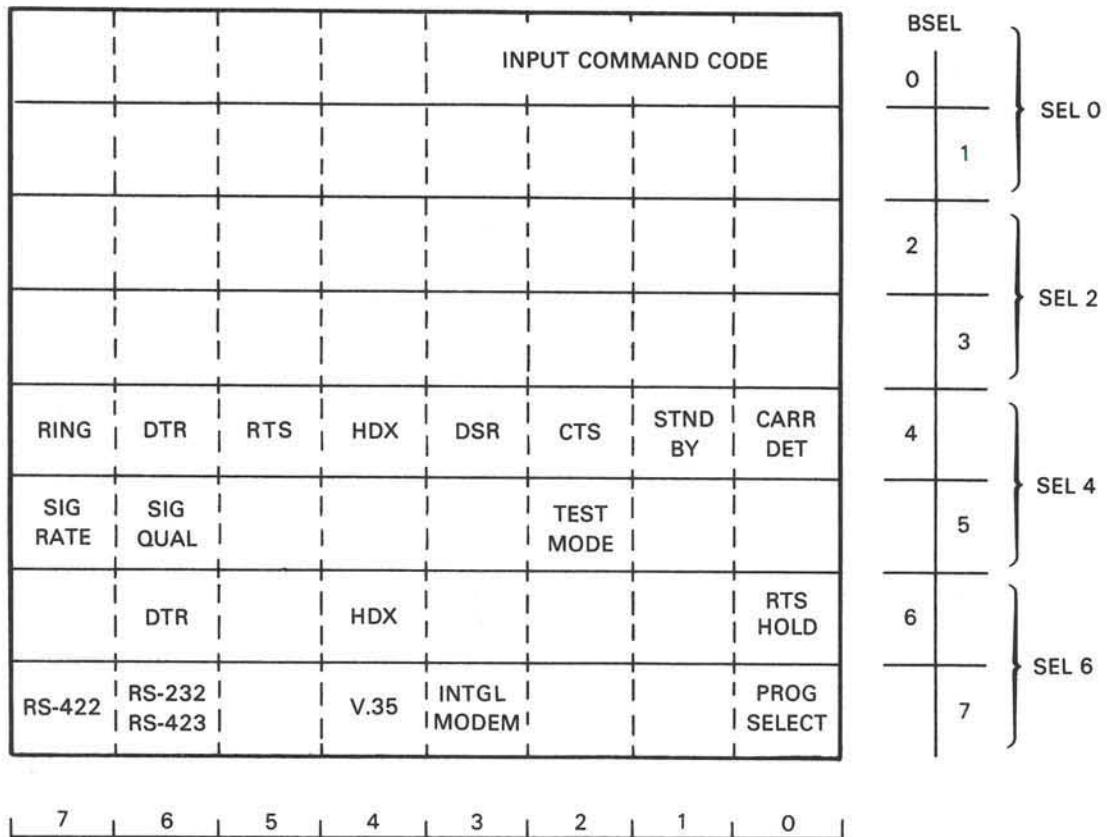 BSEL
INPUT COMMAND CODE
0
SEL 0
1
2
SEL 2
3
RING DTR RTS HDX DSR CTS STND BY CARR DET
4
SEL 4
SIG RATE SIG QUAL TEST MODE
5
DTR HDX RTS HOLD
6
SEL 6
RS-422 RS-232 RS-423 V.35 INTGL MODEM PROG SELECT
7
7 6 5 4 3 2 1 0